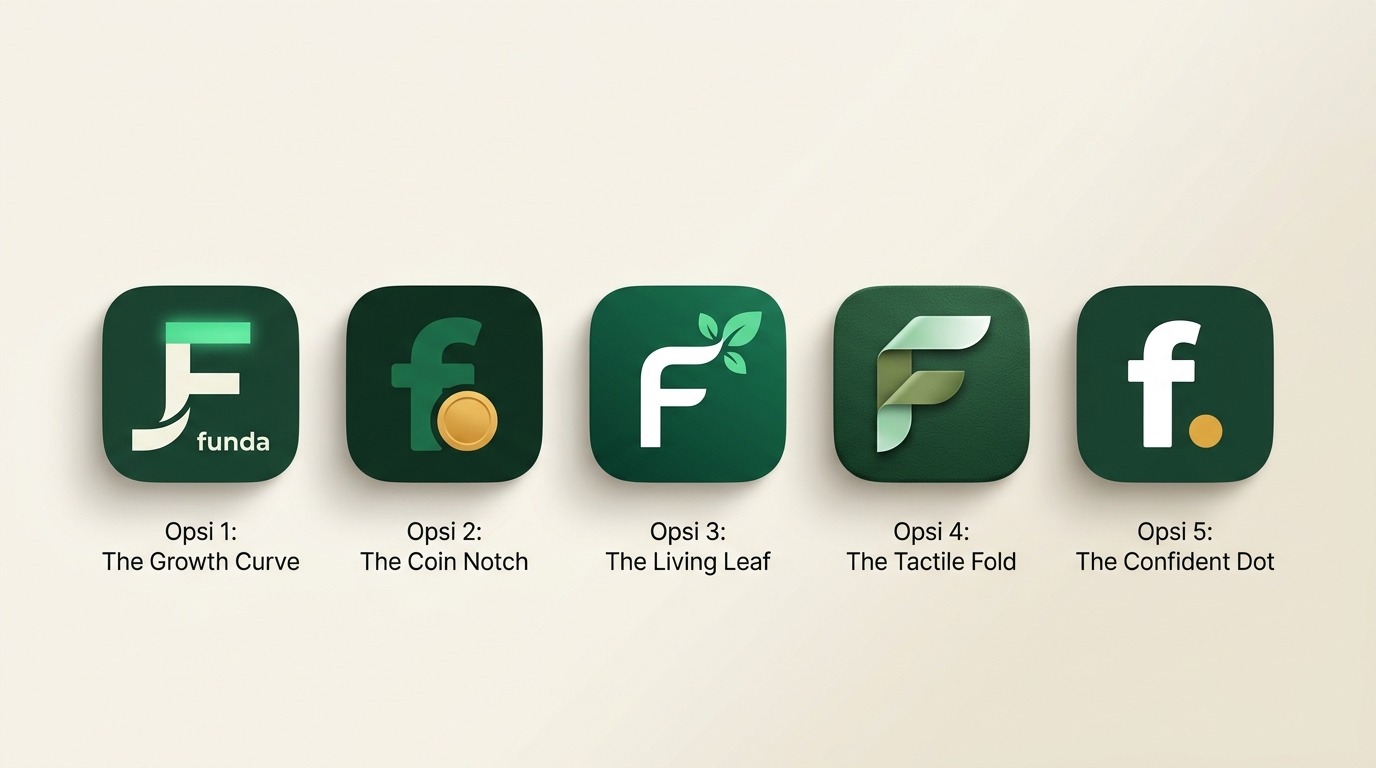 F
funda
f
F
F
f.
Opsi 1:
The Growth Curve
Opsi 2:
The Coin Notch
Opsi 3:
The Living Leaf
Opsi 4:
The Tactile Fold
Opsi 5:
The Confident Dot